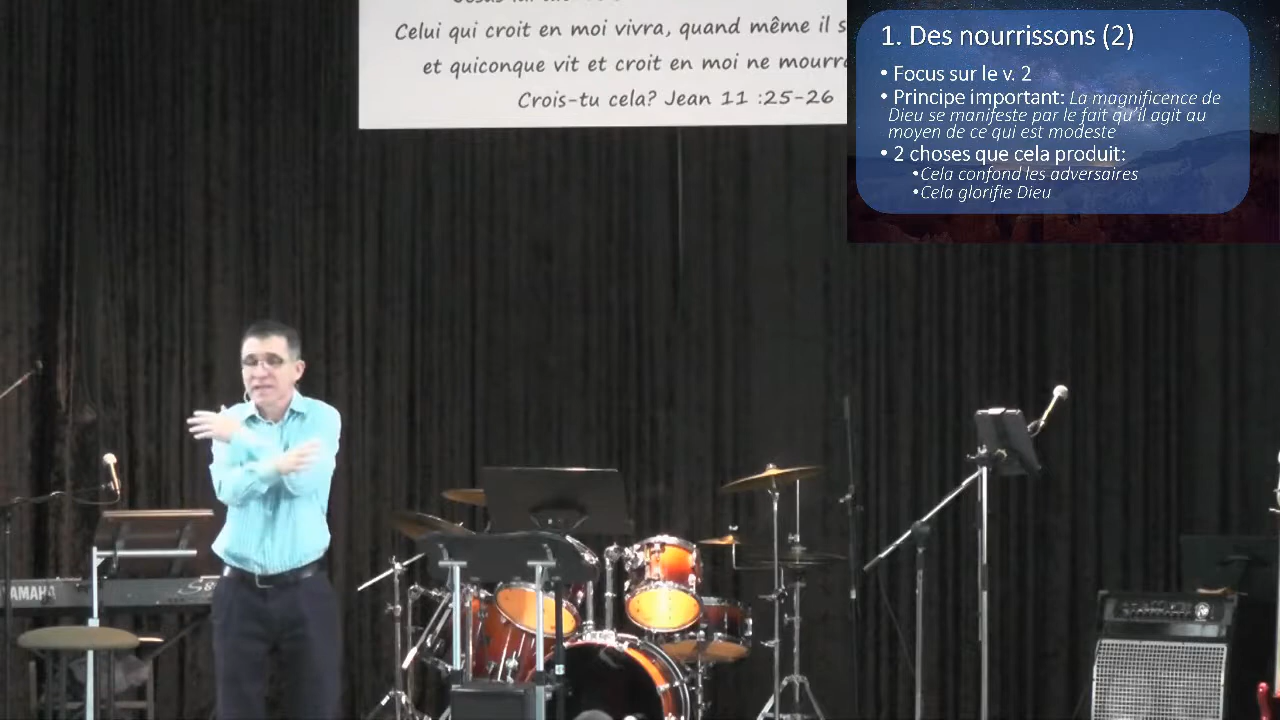 Celui qui croit en moi vivra, quand même il s
et quiconque vit et croit en moi ne mourra
Crois-tu cela? Jean 11 :25-26
1. Des nourrissons (2)
• Focus sur le v. 2
• Principe important: La magnificence de
Dieu se manifeste par le fait qu'il agit au
moyen de ce qui est modeste
• 2 choses que cela produit:
•Cela confond les adversaires
•Cela glorifie Dieu
YAMAHA